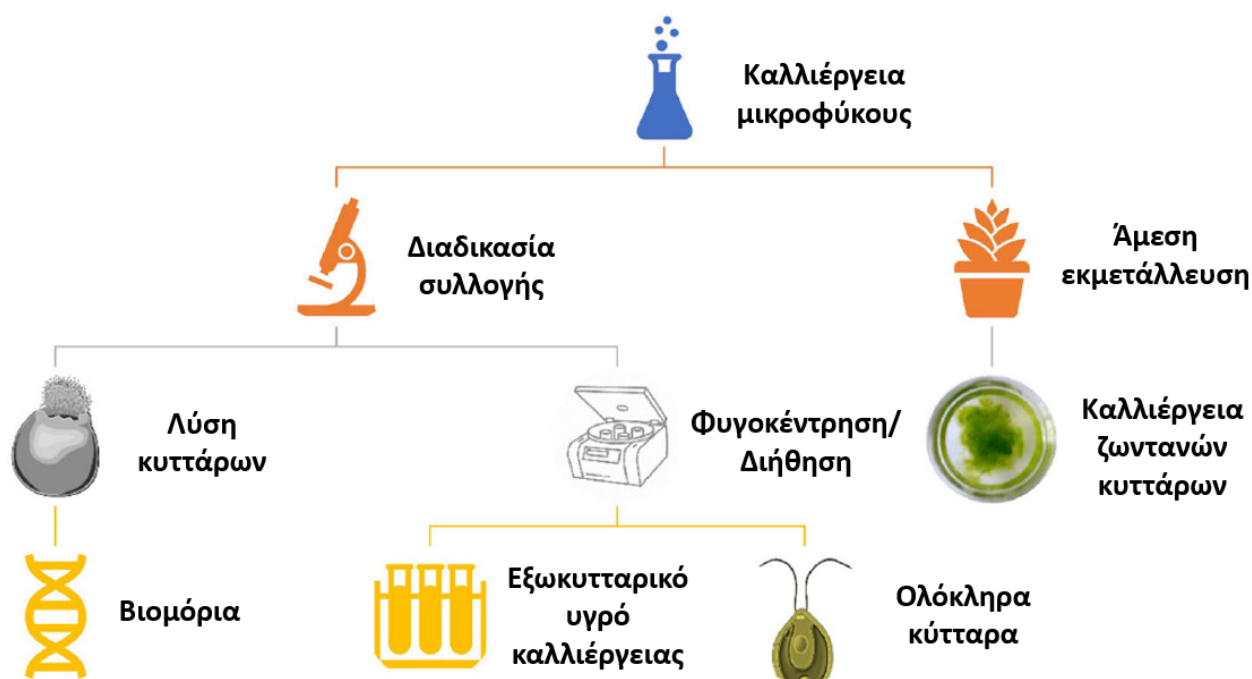 Καλλιέργεια
μικροφύκους
Διαδικασία
συλλογής
Άμεση
εκμετάλλευση
Λύση
κυττάρων
Φυγοκέντρηση/
Διήθηση
Καλλιέργεια
ζωντανών
κυττάρων
Βιομόρια
Εξωκυτταρικό
υγρό
καλλιέργειας
Ολόκληρα
κύτταρα